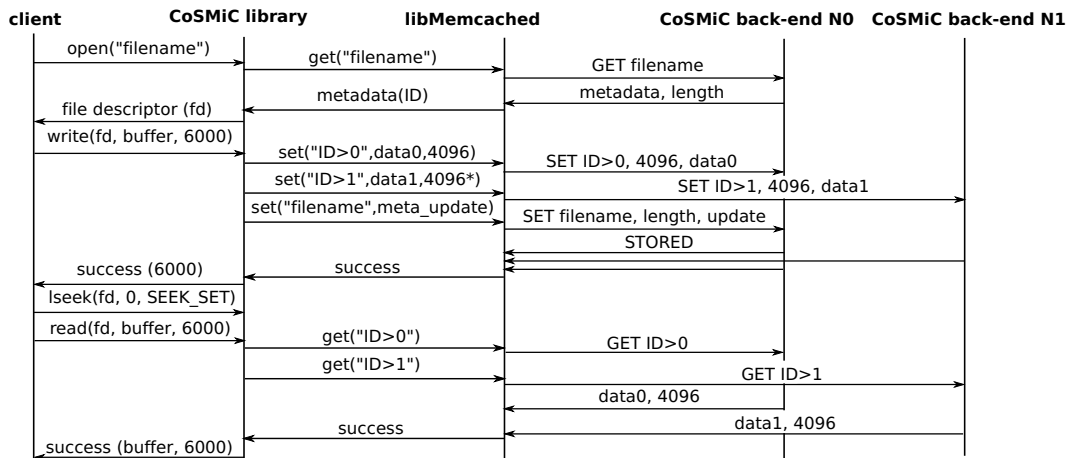 client
CoSMiC library
libMemcached
CoSMiC back-end N0
CoSMiC back-end N1
open("filename")
get("filename")
GET filename
metadata, length
metadata(ID)
file descriptor (fd)
write(fd, buffer, 6000)
set("ID>0",data0,4096)
SET ID>0, 4096, data0
set("ID>1",data1,4096*)
SET ID>1, 4096, data1
set("filename",meta_update)
SET filename, length, update
STORED
success
success (6000)
lseek(fd, 0, SEEK_SET)
read(fd, buffer, 6000)
get("ID>0")
GET ID>0
get("ID>1")
GET ID>1
data0, 4096
data1, 4096
success
success (buffer, 6000)